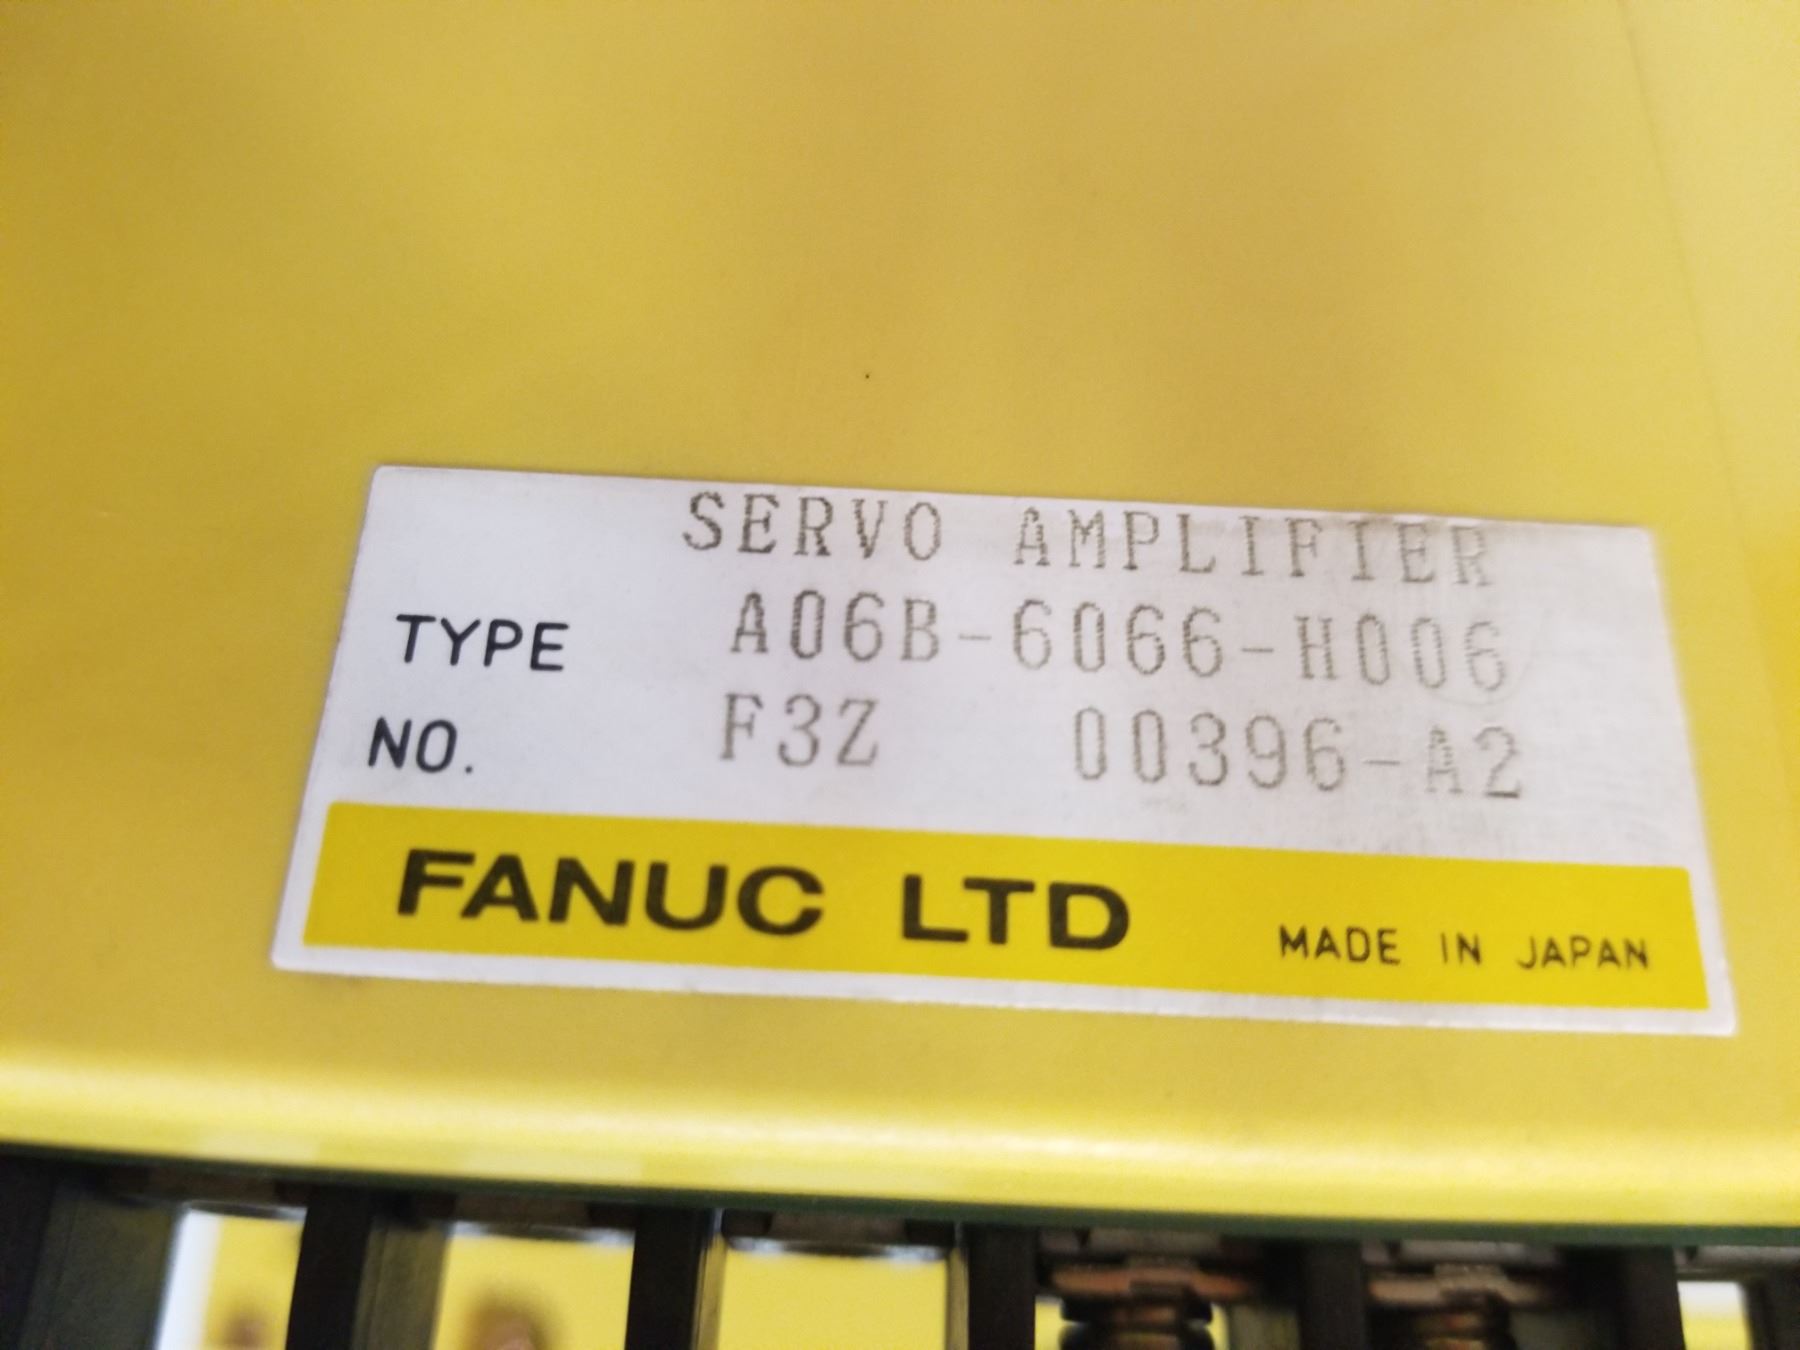 SERVO AMPLIFIER
TYPE A06B-6066-H006
NO. F3Z 00396-A2
FANUC LTD MADE IN JAPAN